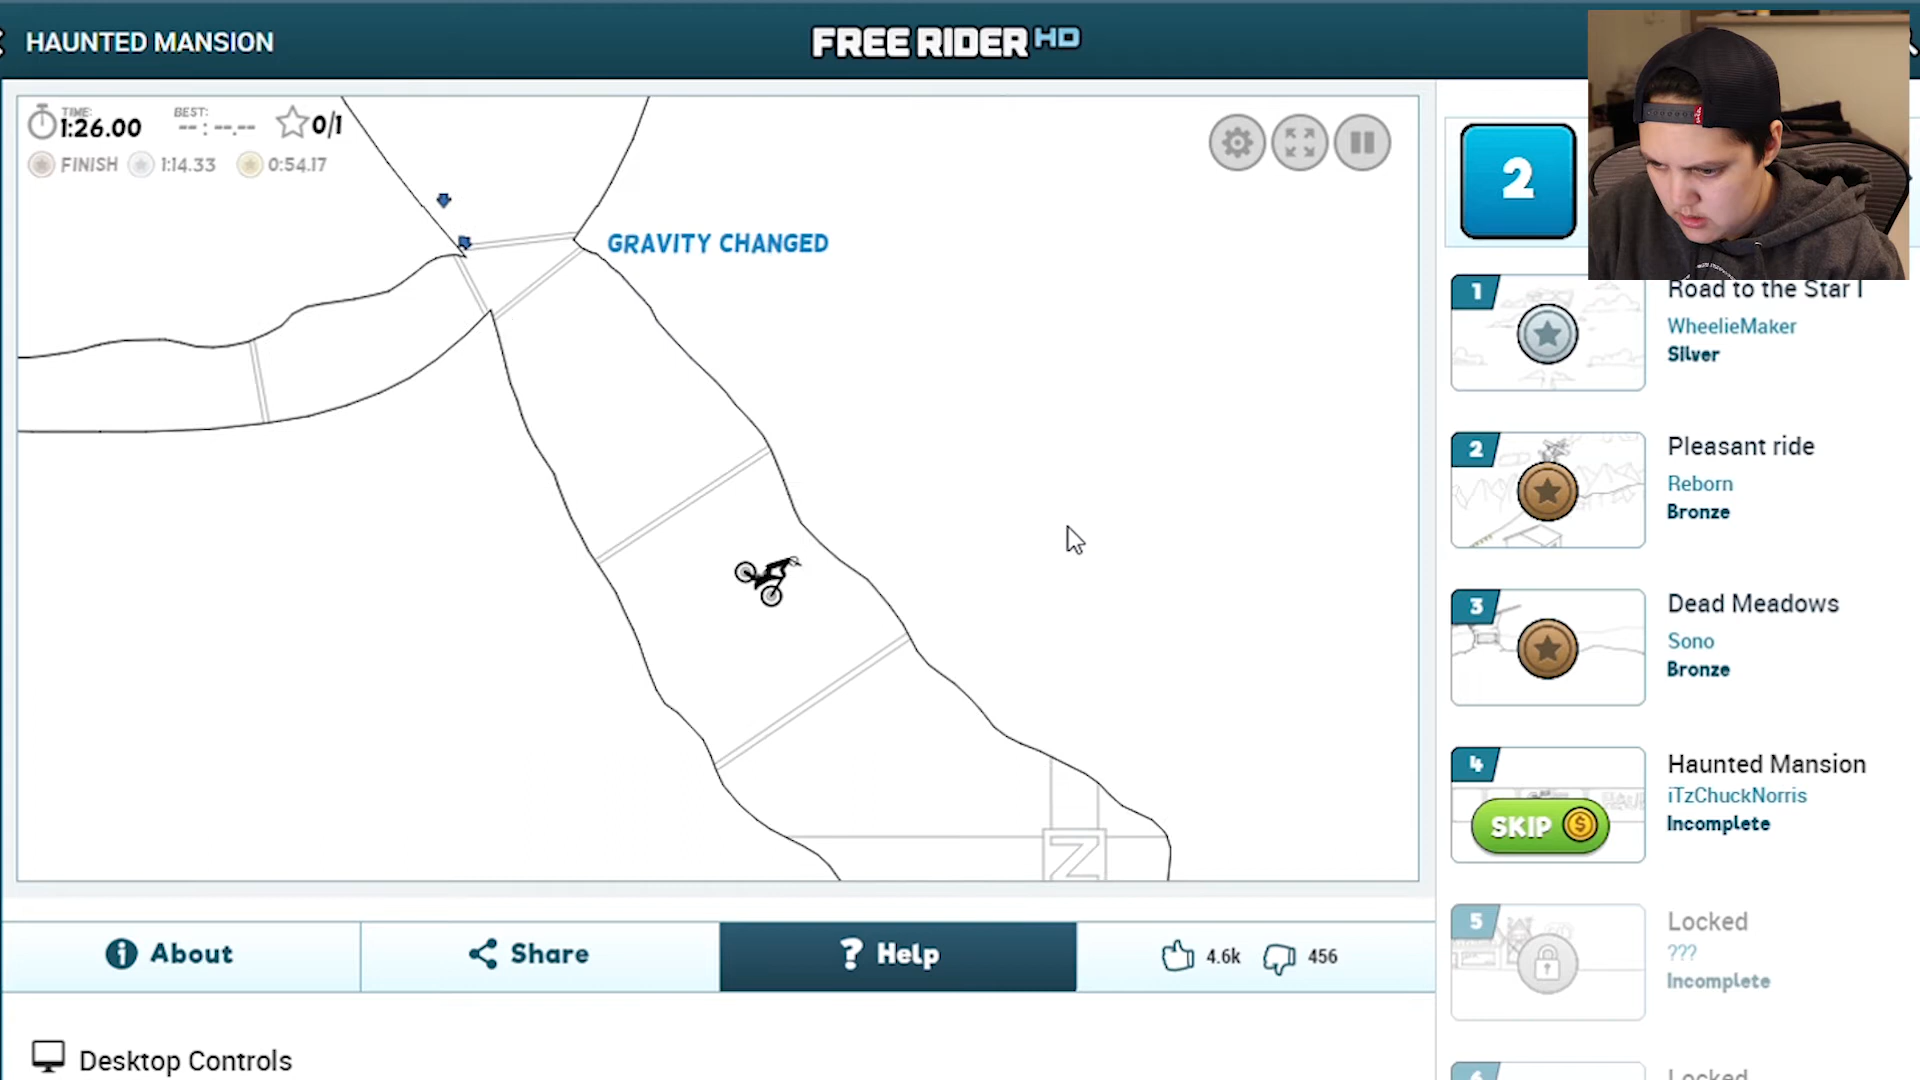 HAUNTED MANSION
FREE RIDER HD
TIME:
1:26.00
BEST:
-- : --.--
0/1
FINISH
1:14.33
0:54.17
GRAVITY CHANGED
Z
2
1
Road to the Star I
WheelieMaker
Silver
2
Pleasant ride
Reborn
Bronze
3
Dead Meadows
Sono
Bronze
4
SKIP
Haunted Mansion
iTzChuckNorris
Incomplete
5
Locked
???
Incomplete
Locked
About
Share
? Help
4.6k
456
Desktop Controls